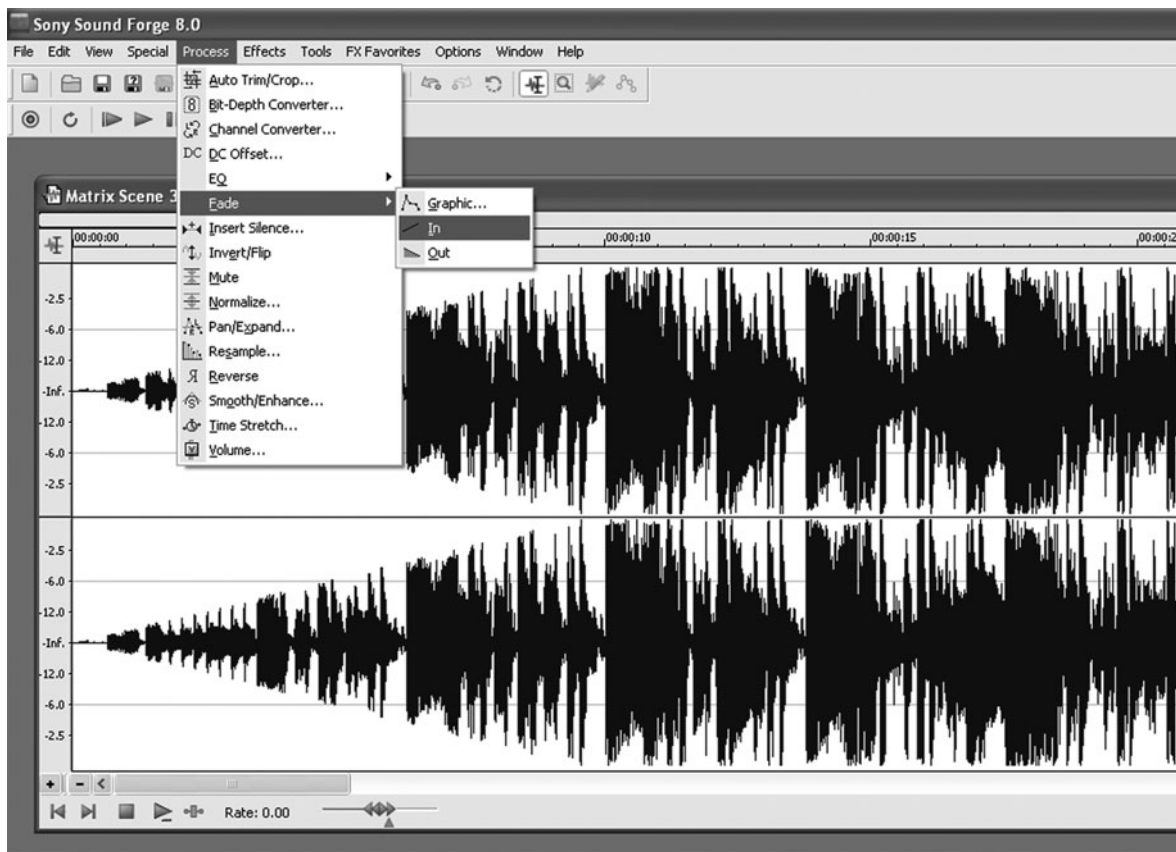 Sony Sound Forge 8.0
File Edit View Special Process Effects Tools FX Favorites Options Window Help
Auto Trim/Crop...
8 Bit-Depth Converter...
Channel Converter...
DC DC Offset...
EQ
Fade
Insert Silence...
Invert/Flip
Mute
Normalize...
Pan/Expand...
Resample...
Reverse
Smooth/Enhance...
Time Stretch...
Volume...
Graphic...
In
Out
Matrix Scene 3
00:00:00 00:00:10 00:00:15
-2.5
-6.0
-12.0
-Inf.
-12.0
-6.0
-2.5
-2.5
-6.0
-12.0
-Inf.
-12.0
-6.0
-2.5
Rate: 0.00